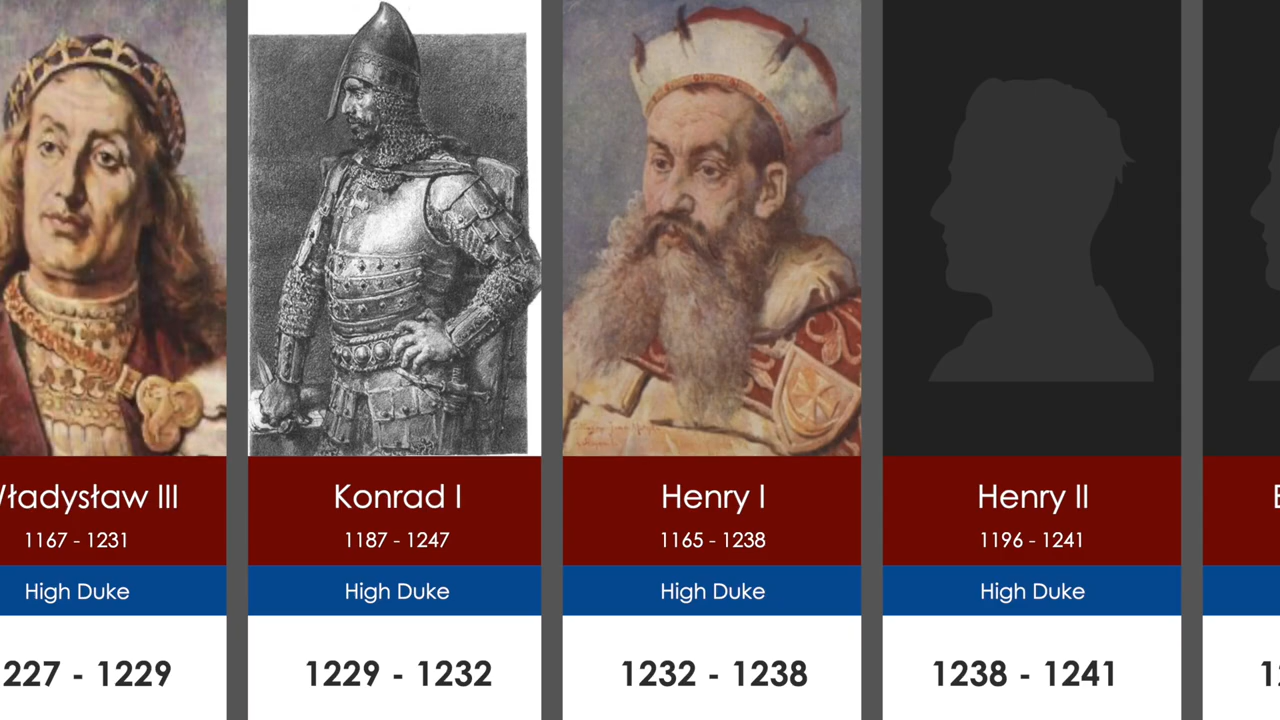 Władysław III
1167 - 1231
High Duke
1227 - 1229
Konrad I
1187 - 1247
High Duke
1229 - 1232
Henry I
1165 - 1238
High Duke
1232 - 1238
Henry II
1196 - 1241
High Duke
1238 - 1241